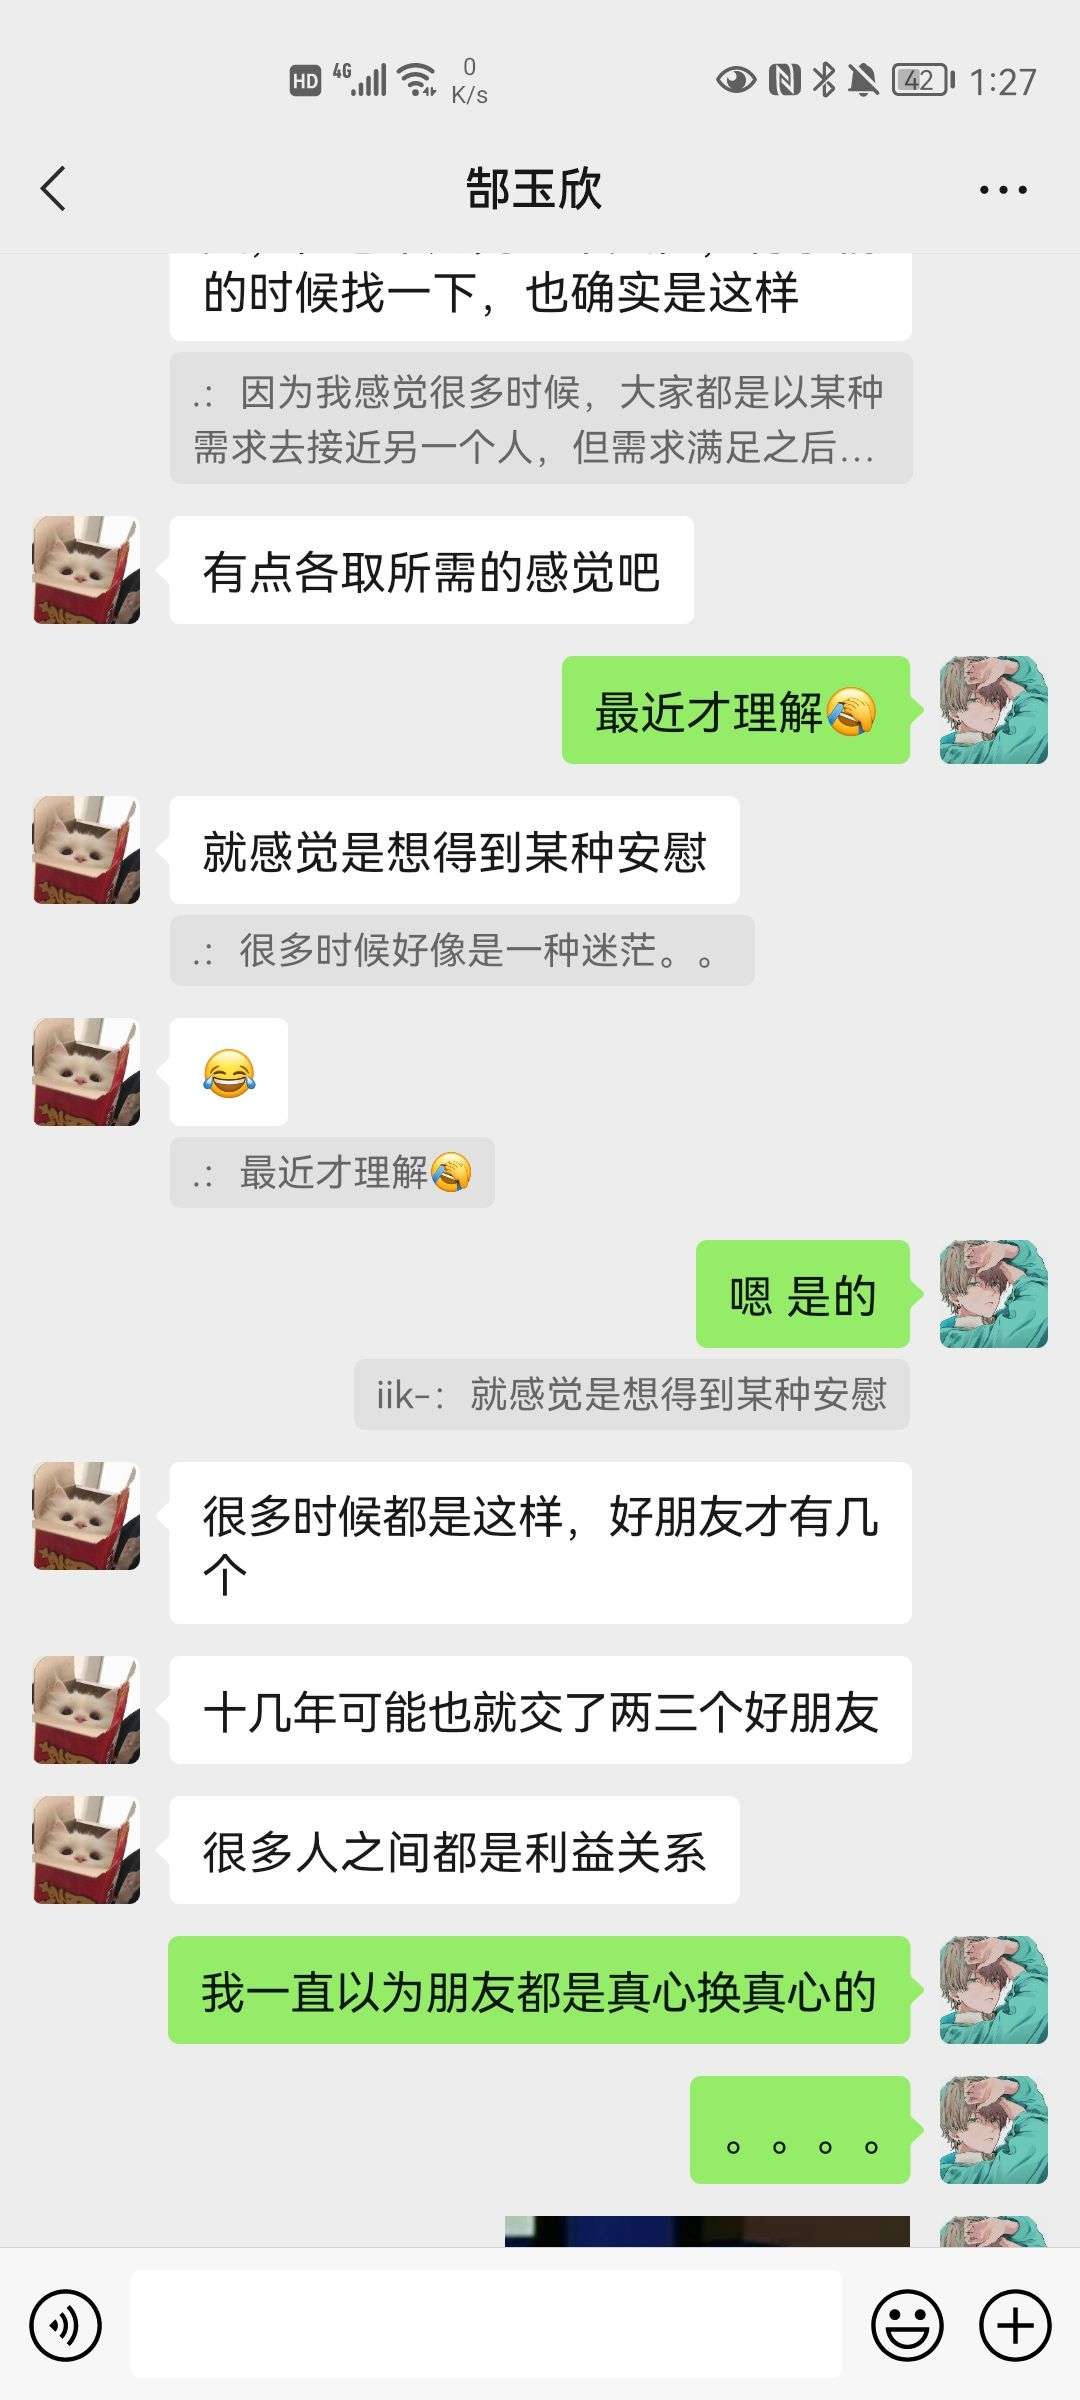 HD 4G 0 K/s 42 1:27
郜玉欣
的时候找一下，也确实是这样
.：因为我感觉很多时候，大家都是以某种
需求去接近另一个人，但需求满足之后...
有点各取所需的感觉吧
最近才理解🤣
就感觉是想得到某种安慰
.：很多时候好像是一种迷茫。。
😂
.：最近才理解🤣
嗯 是的
iik-：就感觉是想得到某种安慰
很多时候都是这样，好朋友才有几
个
十几年可能也就交了两三个好朋友
很多人之间都是利益关系
我一直以为朋友都是真心换真心的
。。。。